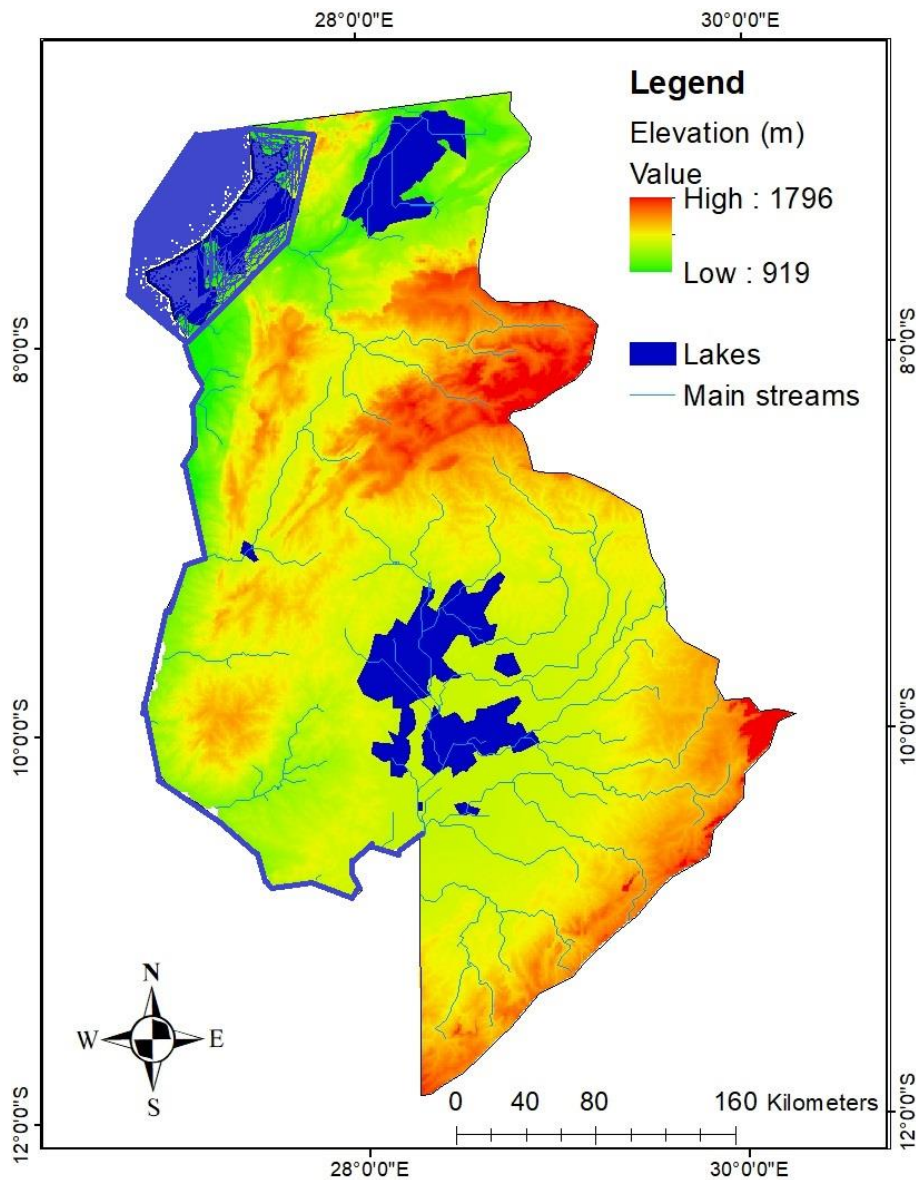 28°0'0"E
30°0'0"E
Legend
Elevation (m)
Value
High : 1796
Low : 919
Lakes
Main streams
8°0'0"S
8°0'0"S
10°0'0"S
10°0'0"S
N
W
E
S
0 40 80 160 Kilometers
12°0'0"S
12°0'0"S
28°0'0"E
30°0'0"E